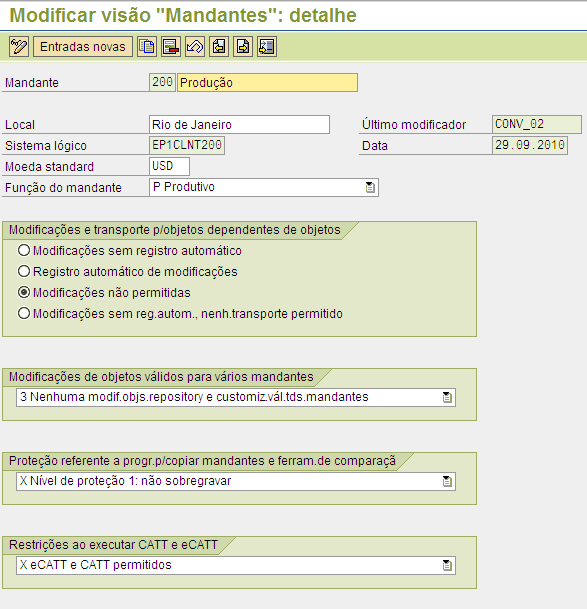 Modificar visão "Mandantes": detalhe
Entradas novas
Mandante 200 Produção
Local Rio de Janeiro Último modificador CONV_02
Sistema lógico EP1CLNT200 Data 29.09.2010
Moeda standard USD
Função do mandante P Produtivo
Modificações e transporte p/objetos dependentes de objetos
Modificações sem registro automático
Registro automático de modificações
Modificações não permitidas
Modificações sem reg.autom., nenh.transporte permitido
Modificações de objetos válidos para vários mandantes
3 Nenhuma modif.objs.repository e customiz.vál.tds.mandantes
Proteção referente a progr.p/copiar mandantes e ferram.de comparaçã
X Nível de proteção 1: não sobregravar
Restrições ao executar CATT e eCATT
X eCATT e CATT permitidos